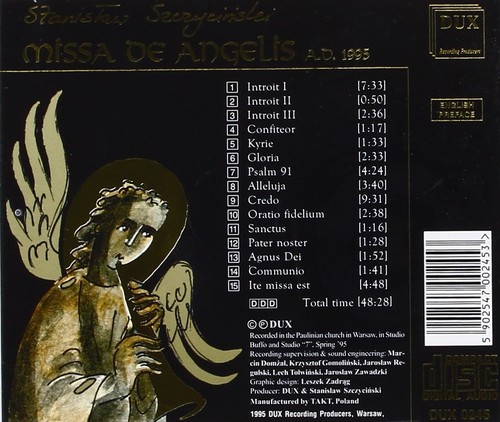 Stanisław Szczyciński
MISSA DE ANGELIS A.D. 1995
DUX
Recording Producers
ENGLISH
PREFACE
1 Introit I [7:33]
2 Introit II [0:50]
3 Introit III [2:36]
4 Confiteor [1:17]
5 Kyrie [1:33]
6 Gloria [2:33]
7 Psalm 91 [4:24]
8 Alleluja [3:40]
9 Credo [9:31]
10 Oratio fidelium [2:38]
11 Sanctus [1:16]
12 Pater noster [1:28]
13 Agnus Dei [1:52]
14 Communio [1:41]
15 Ite missa est [4:48]
DDD Total time [48:28]
© ℗ DUX
Recorded in the Paulinian church in Warsaw, in Studio
Buffo and Studio "7", Spring '95
Recording supervision & sound engineering: Mar-
cin Domżał, Krzysztof Gomoliński, Jarosław Re-
gulski, Lech Tołwiński, Jarosław Zawadzki
Graphic design: Leszek Zadrąg
Producer: DUX & Stanisław Szczyciński
Manufactured by TAKT, Poland
1995 DUX Recording Producers, Warsaw,
5 902547 002453
COMPACT
disc
DIGITAL AUDIO
DUX 0245